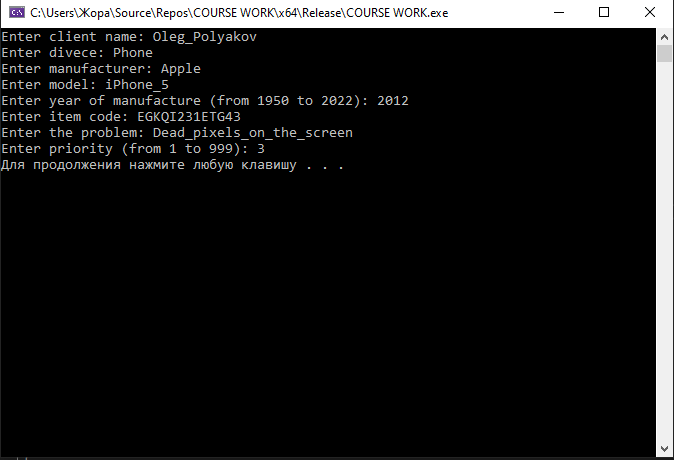 C:\Users\Жора\Source\Repos\COURSE WORK\x64\Release\COURSE WORK.exe
Enter client name: Oleg_Polyakov
Enter divece: Phone
Enter manufacturer: Apple
Enter model: iPhone_5
Enter year of manufacture (from 1950 to 2022): 2012
Enter item code: EGKQI231ETG43
Enter the problem: Dead_pixels_on_the_screen
Enter priority (from 1 to 999): 3
Для продолжения нажмите любую клавишу . . .